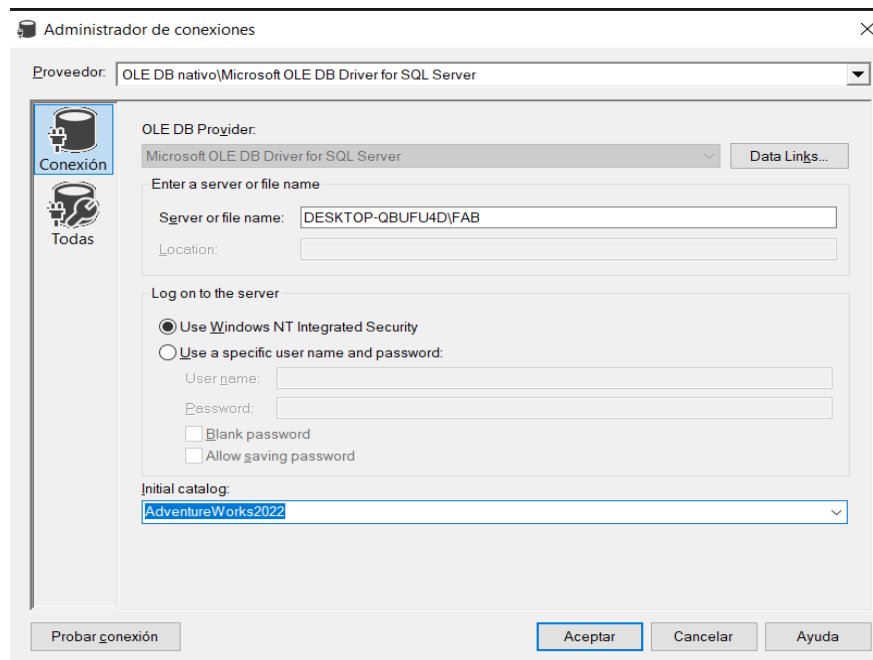 Administrador de conexiones
Proveedor: OLE DB nativo\Microsoft OLE DB Driver for SQL Server
Conexión
Todas
OLE DB Provider:
Microsoft OLE DB Driver for SQL Server
Data Links...
Enter a server or file name
Server or file name: DESKTOP-QBUFU4D\FAB
Location:
Log on to the server
Use Windows NT Integrated Security
Use a specific user name and password:
User name:
Password:
Blank password
Allow saving password
Initial catalog:
AdventureWorks2022
Probar conexión Aceptar Cancelar Ayuda